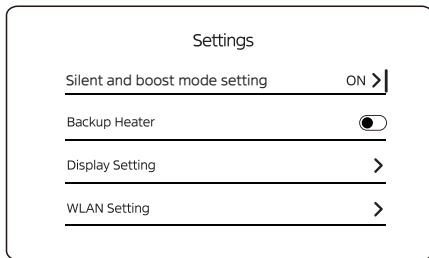 Settings
Silent and boost mode setting ON
Backup Heater
Display Setting
WLAN Setting